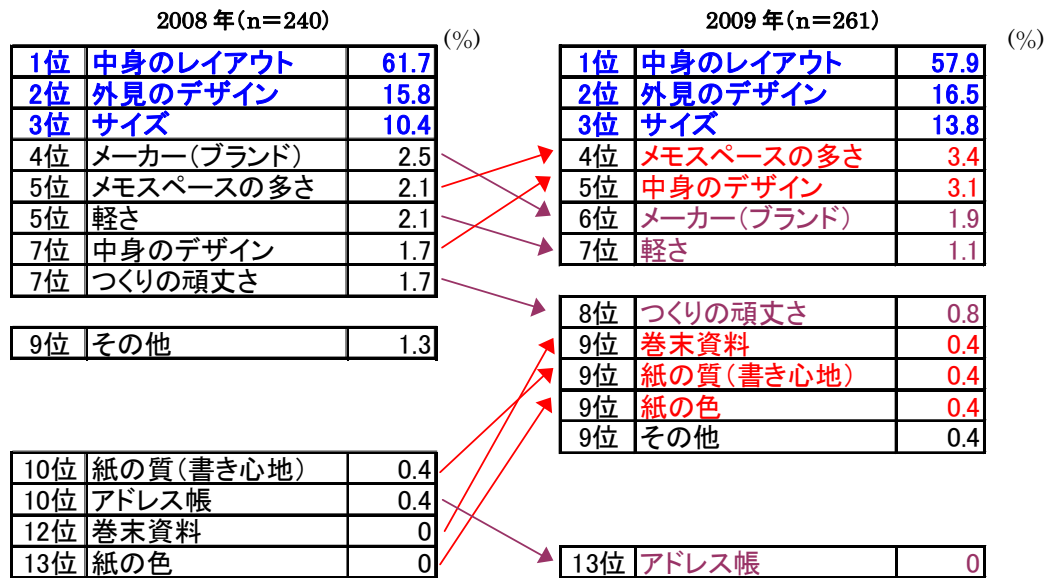 2008 年(n=240)
(%)
1位 中身のレイアウト 61.7
2位 外見のデザイン 15.8
3位 サイズ 10.4
4位 メーカー(ブランド) 2.5
5位 メモスペースの多さ 2.1
5位 軽さ 2.1
7位 中身のデザイン 1.7
7位 つくりの頑丈さ 1.7
9位 その他 1.3
10位 紙の質(書き心地) 0.4
10位 アドレス帳 0.4
12位 巻末資料 0
13位 紙の色 0
2009 年(n=261)
(%)
1位 中身のレイアウト 57.9
2位 外見のデザイン 16.5
3位 サイズ 13.8
4位 メモスペースの多さ 3.4
5位 中身のデザイン 3.1
6位 メーカー(ブランド) 1.9
7位 軽さ 1.1
8位 つくりの頑丈さ 0.8
9位 巻末資料 0.4
9位 紙の質(書き心地) 0.4
9位 紙の色 0.4
9位 その他 0.4
13位 アドレス帳 0